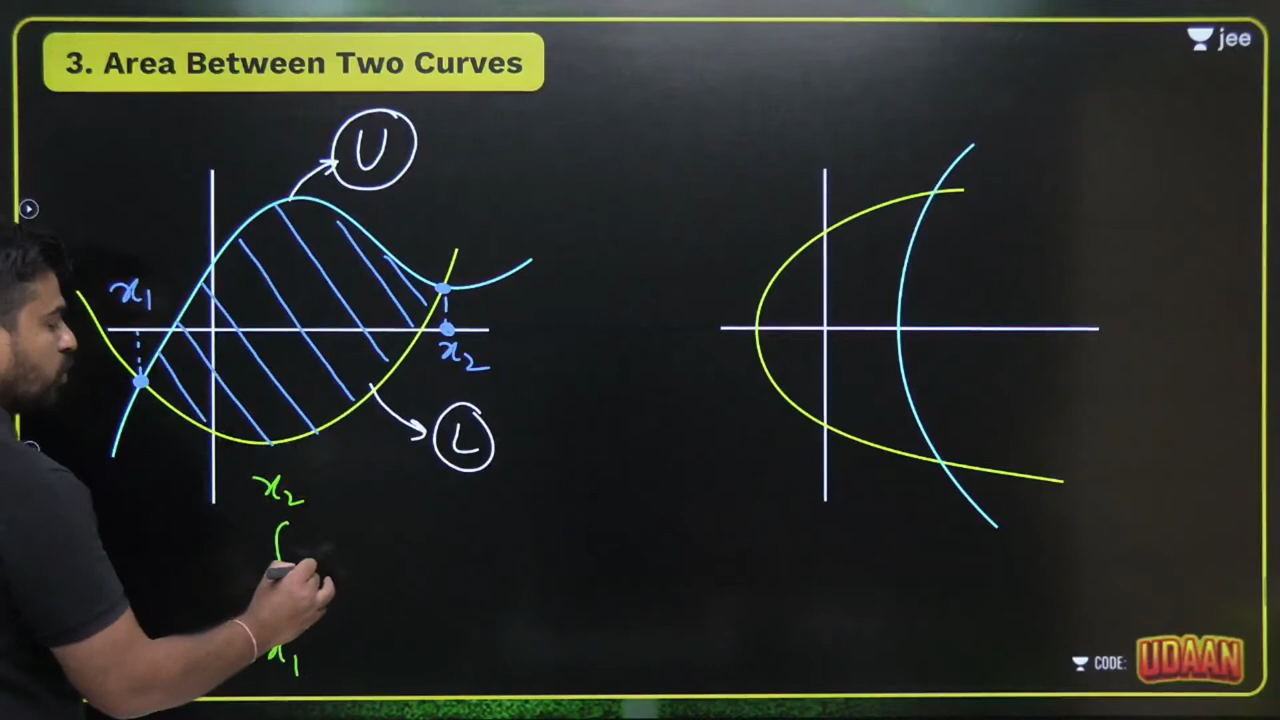 3. Area Between Two Curves
jee
U
x₁
x₂
L
x₂
x₁
CODE: UDAAN